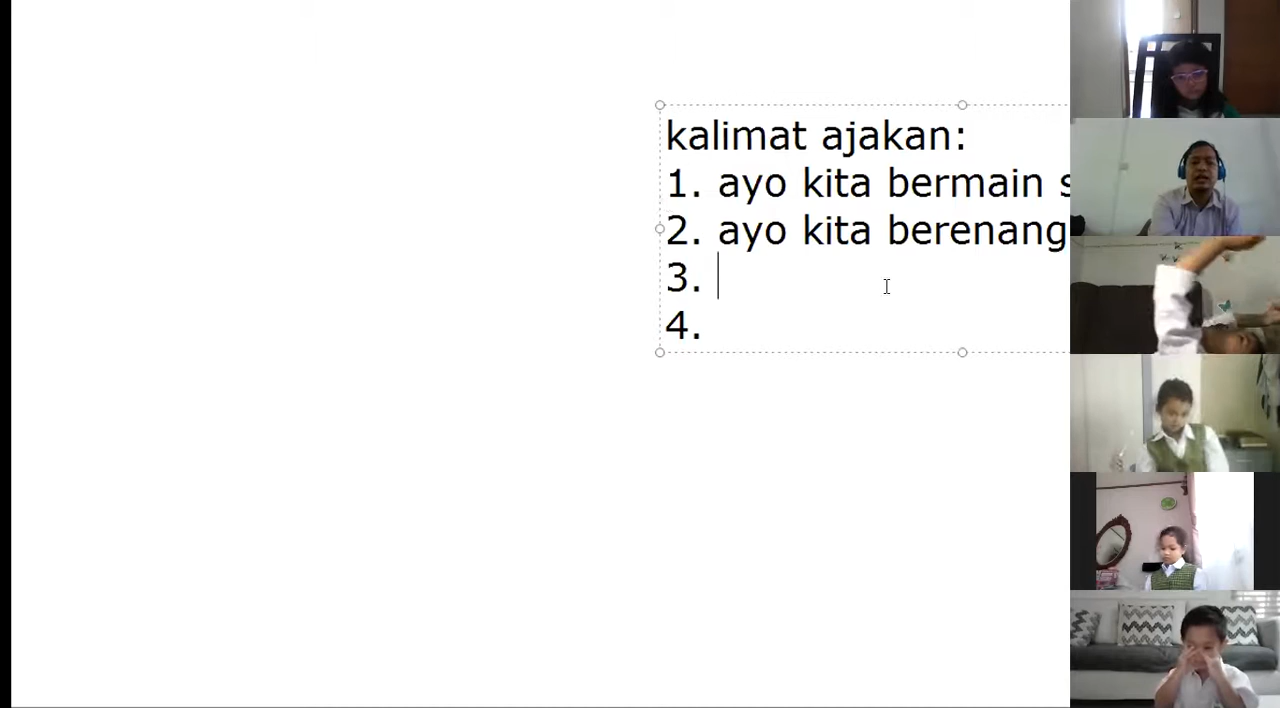 kalimat ajakan:
1. ayo kita bermain
2. ayo kita berenang
3.
4.